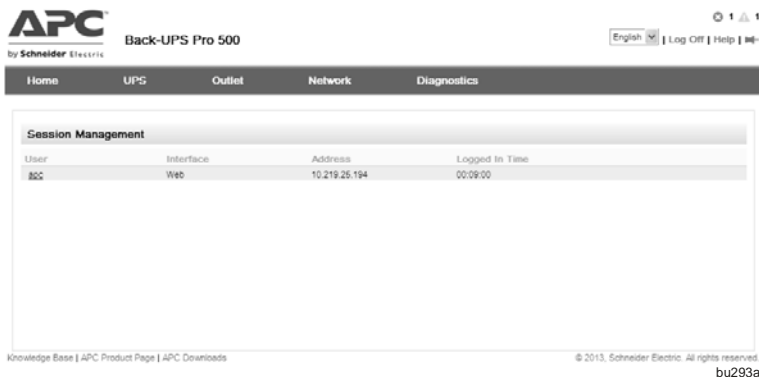 APC
by Schneider Electric
Back-UPS Pro 500
1 1
English | Log Off | Help |
Home UPS Outlet Network Diagnostics
Session Management
User Interface Address Logged In Time
apc Web 10.219.25.194 00:09:00
Knowledge Base | APC Product Page | APC Downloads
© 2013, Schneider Electric. All rights reserved.
bu293a